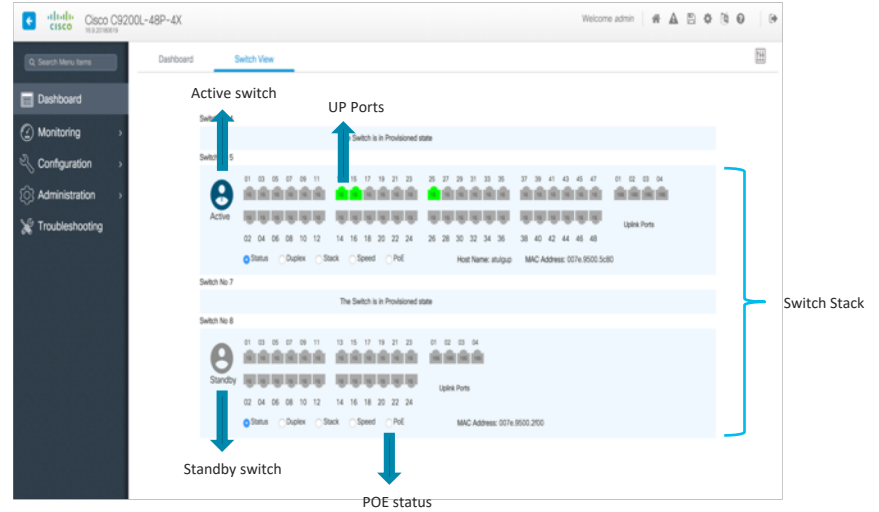 CISCO
Cisco C9200L-48P-4X
Welcome admin
Search Menu Items
Dashboard
Switch View
Dashboard
Monitoring
Configuration
Administration
Troubleshooting
Active switch
UP Ports
Switch is in Provisioned state
5
01 03 05 07 09 11 15 17 19 21 23 25 27 29 31 33 35 37 39 41 43 45 47 01 02 03 04
Active
Uplink Ports
02 04 06 08 10 12 14 16 18 20 22 24 26 28 30 32 34 36 38 40 42 44 46 48
Status Duplex Stack Speed PoE Host Name: atulgup MAC Address: 007e.9500.5c80
Switch No 7
The Switch is in Provisioned state
Switch No 8
01 03 05 07 09 11 13 15 17 19 21 23 01 02 03 04
Standby
Uplink Ports
02 04 06 08 10 12 14 16 18 20 22 24
Status Duplex Stack Speed PoE MAC Address: 007e.9500.2f00
Switch Stack
Standby switch
POE status